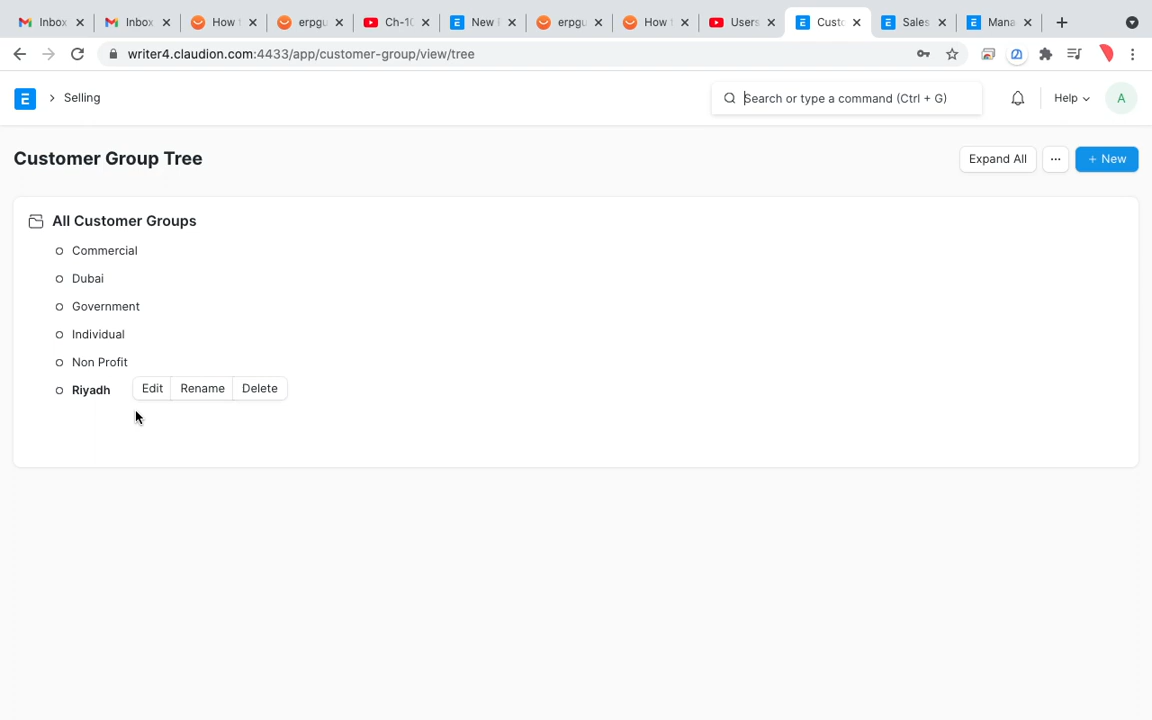 Inbox
Inbox
How t
erpgu
Ch-10
New
erpgu
How t
Users
Custo
Sales
Mana
writer4.claudion.com:4433/app/customer-group/view/tree
E
Selling
Search or type a command (Ctrl + G)
Help
A
Customer Group Tree
Expand All
+ New
All Customer Groups
Commercial
Dubai
Government
Individual
Non Profit
Riyadh
Edit
Rename
Delete